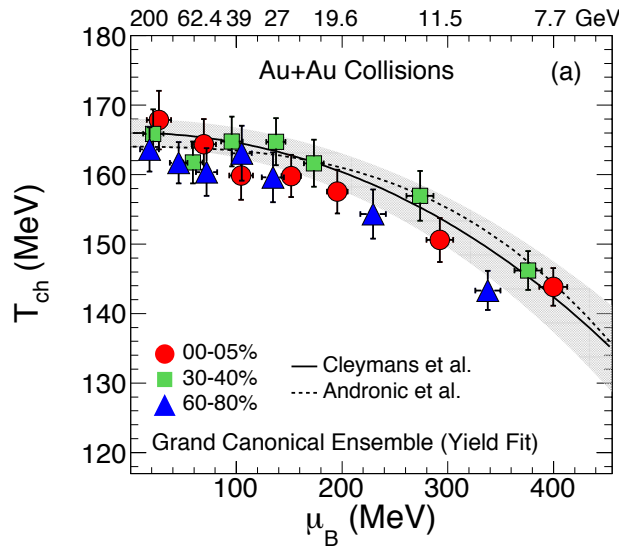 200 62.4 39 27 19.6 11.5 7.7 GeV
Au+Au Collisions (a)
180
170
160
150
140
130
120
T_ch (MeV)
00-05%
30-40%
60-80%
Cleymans et al.
Andronic et al.
Grand Canonical Ensemble (Yield Fit)
100 200 300 400
μ_B (MeV)